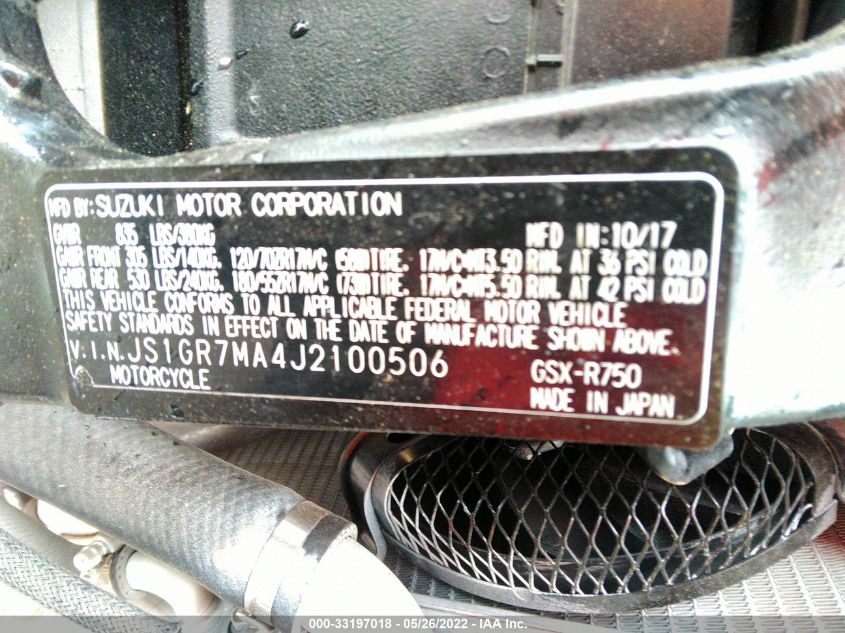 MFD BY: SUZUKI MOTOR CORPORATION
GVWR 835 LBS/380KG MFD IN: 10/17
GAWR FRONT 305 LBS/140KG. 120/70ZR17M/C (58W)TIRE. 17M/C×MT3.50 RIM. AT 36 PSI COLD
GAWR REAR 530 LBS/240KG. 180/55ZR17M/C (73W)TIRE. 17M/C×MT5.50 RIM. AT 42 PSI COLD
THIS VEHICLE CONFORMS TO ALL APPLICABLE FEDERAL MOTOR VEHICLE
SAFETY STANDARDS IN EFFECT ON THE DATE OF MANUFACTURE SHOWN ABOVE.
V.I.N. JS1GR7MA4J2100506
MOTORCYCLE GSX-R750
MADE IN JAPAN
000-33197018 - 05/26/2022 - IAA Inc.